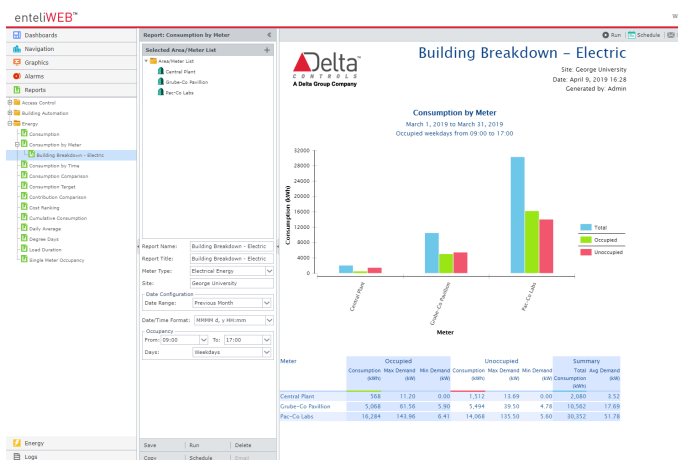 enteliWEB™
W
Dashboards
Navigation
Graphics
Alarms
Reports
Access Control
Building Automation
Energy
Consumption
Consumption by Meter
Building Breakdown - Electric
Consumption by Time
Consumption Comparison
Consumption Target
Contribution Comparison
Cost Ranking
Cumulative Consumption
Daily Average
Degree Days
Load Duration
Single Meter Occupancy
Energy
Logs
Report: Consumption by Meter
Selected Area/Meter List
Area/Meter List
Central Plant
Grube-Co Pavilion
Pac-Co Labs
Report Name: Building Breakdown - Electric
Report Title: Building Breakdown - Electric
Meter Type: Electrical Energy
Site: George University
Date Configuration
Date Range: Previous Month
Date/Time Format: MMMM d, y HH:mm
Occupancy
From: 09:00 To: 17:00
Days: Weekdays
Save Run Delete
Copy Schedule Email
Run Schedule
Delta™
CONTROLS
A Delta Group Company
Building Breakdown - Electric
Site: George University
Date: April 9, 2019 16:28
Generated by: Admin
Consumption by Meter
March 1, 2019 to March 31, 2019
Occupied weekdays from 09:00 to 17:00
Consumption (kWh)
32000
28000
24000
20000
16000
12000
8000
4000
0
Central Plant
Grube-Co Pavilion
Pac-Co Labs
Meter
Total
Occupied
Unoccupied
Meter Occupied Unoccupied Summary
Consumption Max Demand Min Demand Consumption Max Demand Min Demand Total Avg Demand
(kWh) (kW) (kW) (kWh) (kW) (kW) Consumption (kW)
(kWh)
Central Plant 568 11.20 0.00 1,512 13.69 0.00 2,080 3.52
Grube-Co Pavillion 5,068 61.56 5.90 5,494 39.50 4.78 10,562 17.69
Pac-Co Labs 16,284 143.96 6.41 14,068 135.50 5.60 30,352 51.78